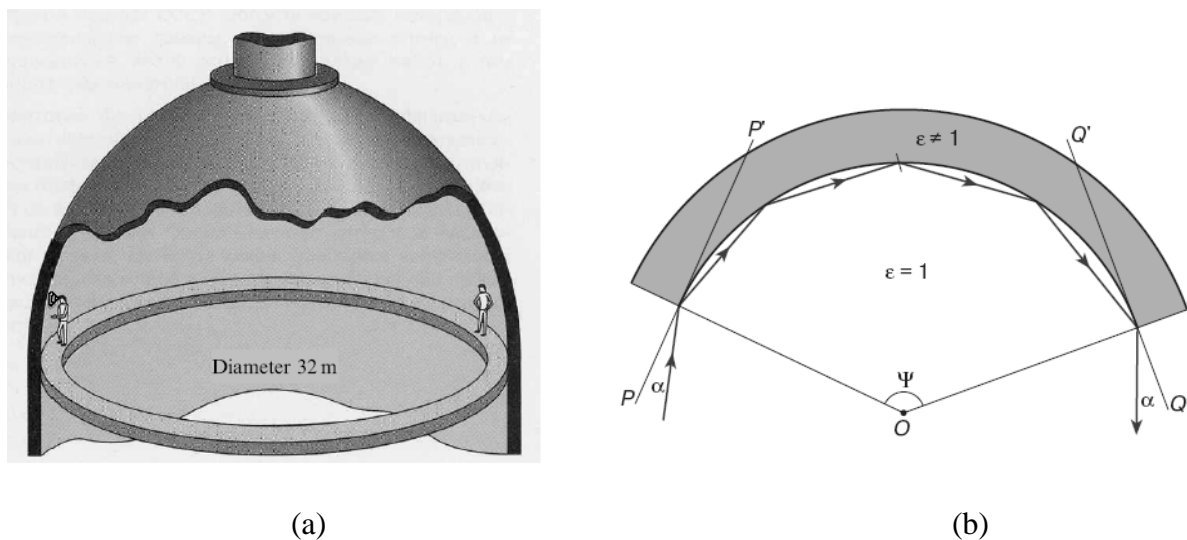 Diameter 32 m
P' Q'
ε ≠ 1
ε = 1
α Ψ α
P Q
O
(a) (b)